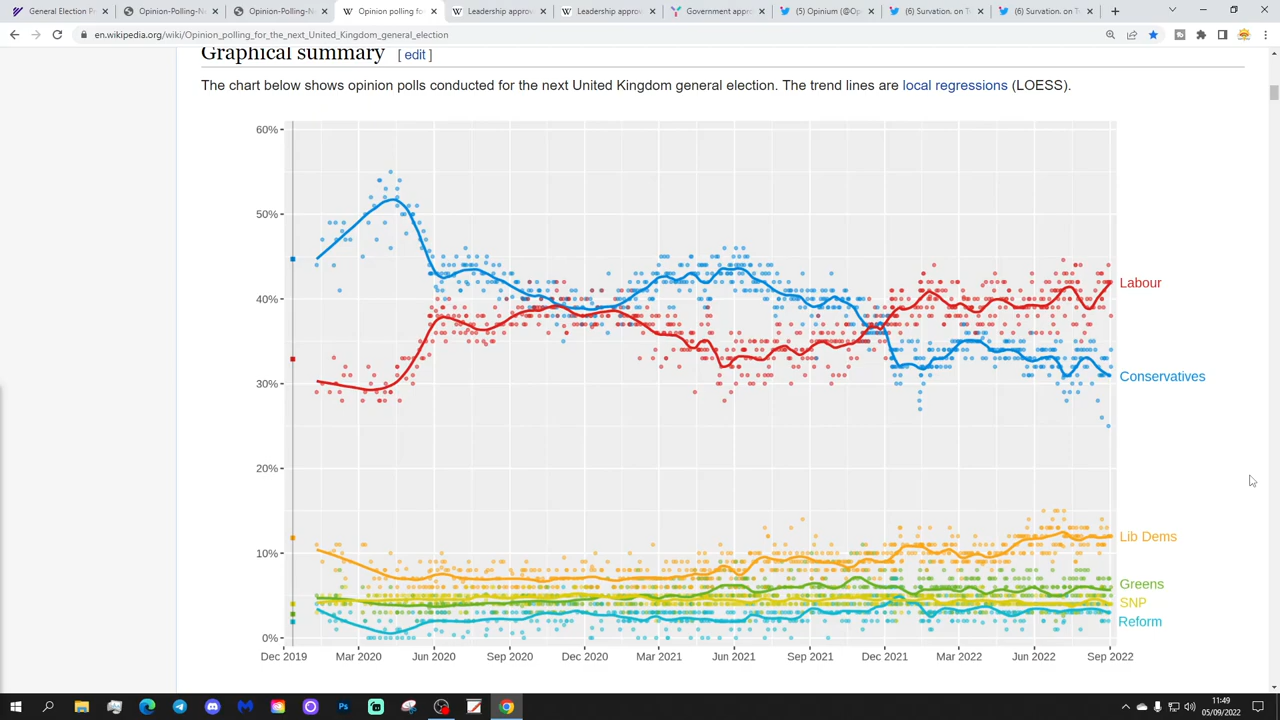 General Election P
Opinion-Polling-Ne
Opinion-Polling-Ne
Opinion polling for
Leadership approv
Leadership approv
Government appro
(5) Opinium (@Op
(6) Survation. on T
(6) Survation. on T
en.wikipedia.org/wiki/Opinion_polling_for_the_next_United_Kingdom_general_election
Graphical summary [ edit ]
The chart below shows opinion polls conducted for the next United Kingdom general election. The trend lines are local regressions (LOESS).
60%
50%
40%
30%
20%
10%
0%
Labour
Conservatives
Lib Dems
Greens
SNP
Reform
Dec 2019 Mar 2020 Jun 2020 Sep 2020 Dec 2020 Mar 2021 Jun 2021 Sep 2021 Dec 2021 Mar 2022 Jun 2022 Sep 2022
11:49
05/09/2022